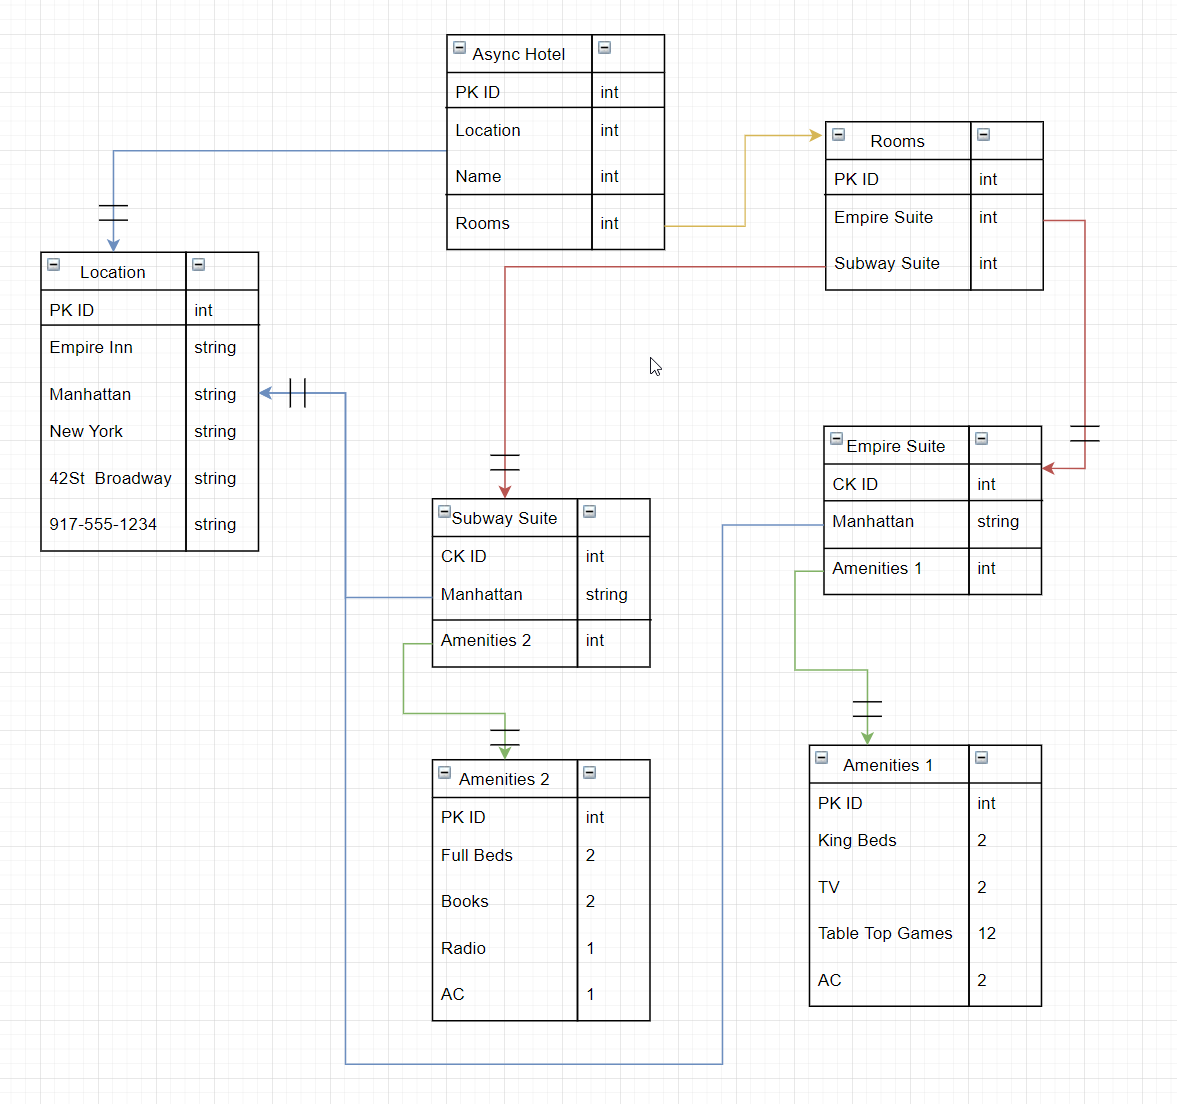 Async Hotel
PK ID int
Location int
Name int
Rooms int
Rooms
PK ID int
Empire Suite int
Subway Suite int
Location
PK ID int
Empire Inn string
Manhattan string
New York string
42St  Broadway string
917-555-1234 string
Empire Suite
CK ID int
Manhattan string
Amenities 1 int
Subway Suite
CK ID int
Manhattan string
Amenities 2 int
Amenities 2
PK ID int
Full Beds 2
Books 2
Radio 1
AC 1
Amenities 1
PK ID int
King Beds 2
TV 2
Table Top Games 12
AC 2